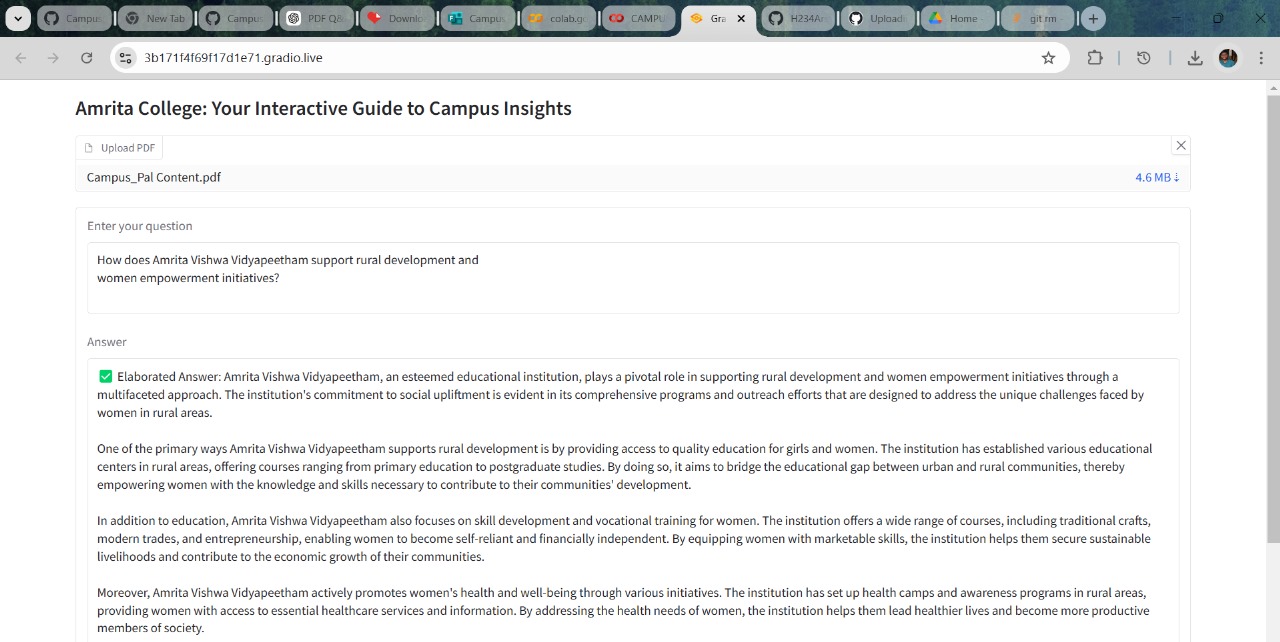 Campus
New Tab
Campus
PDF Q&
Downlo
Campus
colab.go
CAMPU
Gra
H234Ar
Uploadi
Home -
git rm -
3b171f4f69f17d1e71.gradio.live
Amrita College: Your Interactive Guide to Campus Insights
Upload PDF
Campus_Pal Content.pdf
4.6 MB ⇣
Enter your question
How does Amrita Vishwa Vidyapeetham support rural development and
women empowerment initiatives?
Answer
✅ Elaborated Answer: Amrita Vishwa Vidyapeetham, an esteemed educational institution, plays a pivotal role in supporting rural development and women empowerment initiatives through a
multifaceted approach. The institution's commitment to social upliftment is evident in its comprehensive programs and outreach efforts that are designed to address the unique challenges faced by
women in rural areas.
One of the primary ways Amrita Vishwa Vidyapeetham supports rural development is by providing access to quality education for girls and women. The institution has established various educational
centers in rural areas, offering courses ranging from primary education to postgraduate studies. By doing so, it aims to bridge the educational gap between urban and rural communities, thereby
empowering women with the knowledge and skills necessary to contribute to their communities' development.
In addition to education, Amrita Vishwa Vidyapeetham also focuses on skill development and vocational training for women. The institution offers a wide range of courses, including traditional crafts,
modern trades, and entrepreneurship, enabling women to become self-reliant and financially independent. By equipping women with marketable skills, the institution helps them secure sustainable
livelihoods and contribute to the economic growth of their communities.
Moreover, Amrita Vishwa Vidyapeetham actively promotes women's health and well-being through various initiatives. The institution has set up health camps and awareness programs in rural areas,
providing women with access to essential healthcare services and information. By addressing the health needs of women, the institution helps them lead healthier lives and become more productive
members of society.